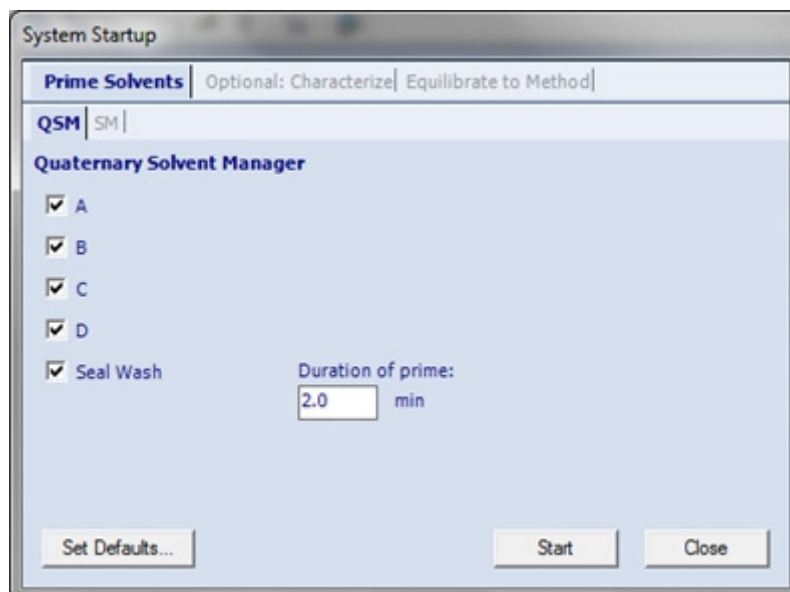 System Startup
Prime Solvents Optional: Characterize Equilibrate to Method
QSM SM
Quaternary Solvent Manager
A
B
C
D
Seal Wash Duration of prime:
2.0 min
Set Defaults... Start Close